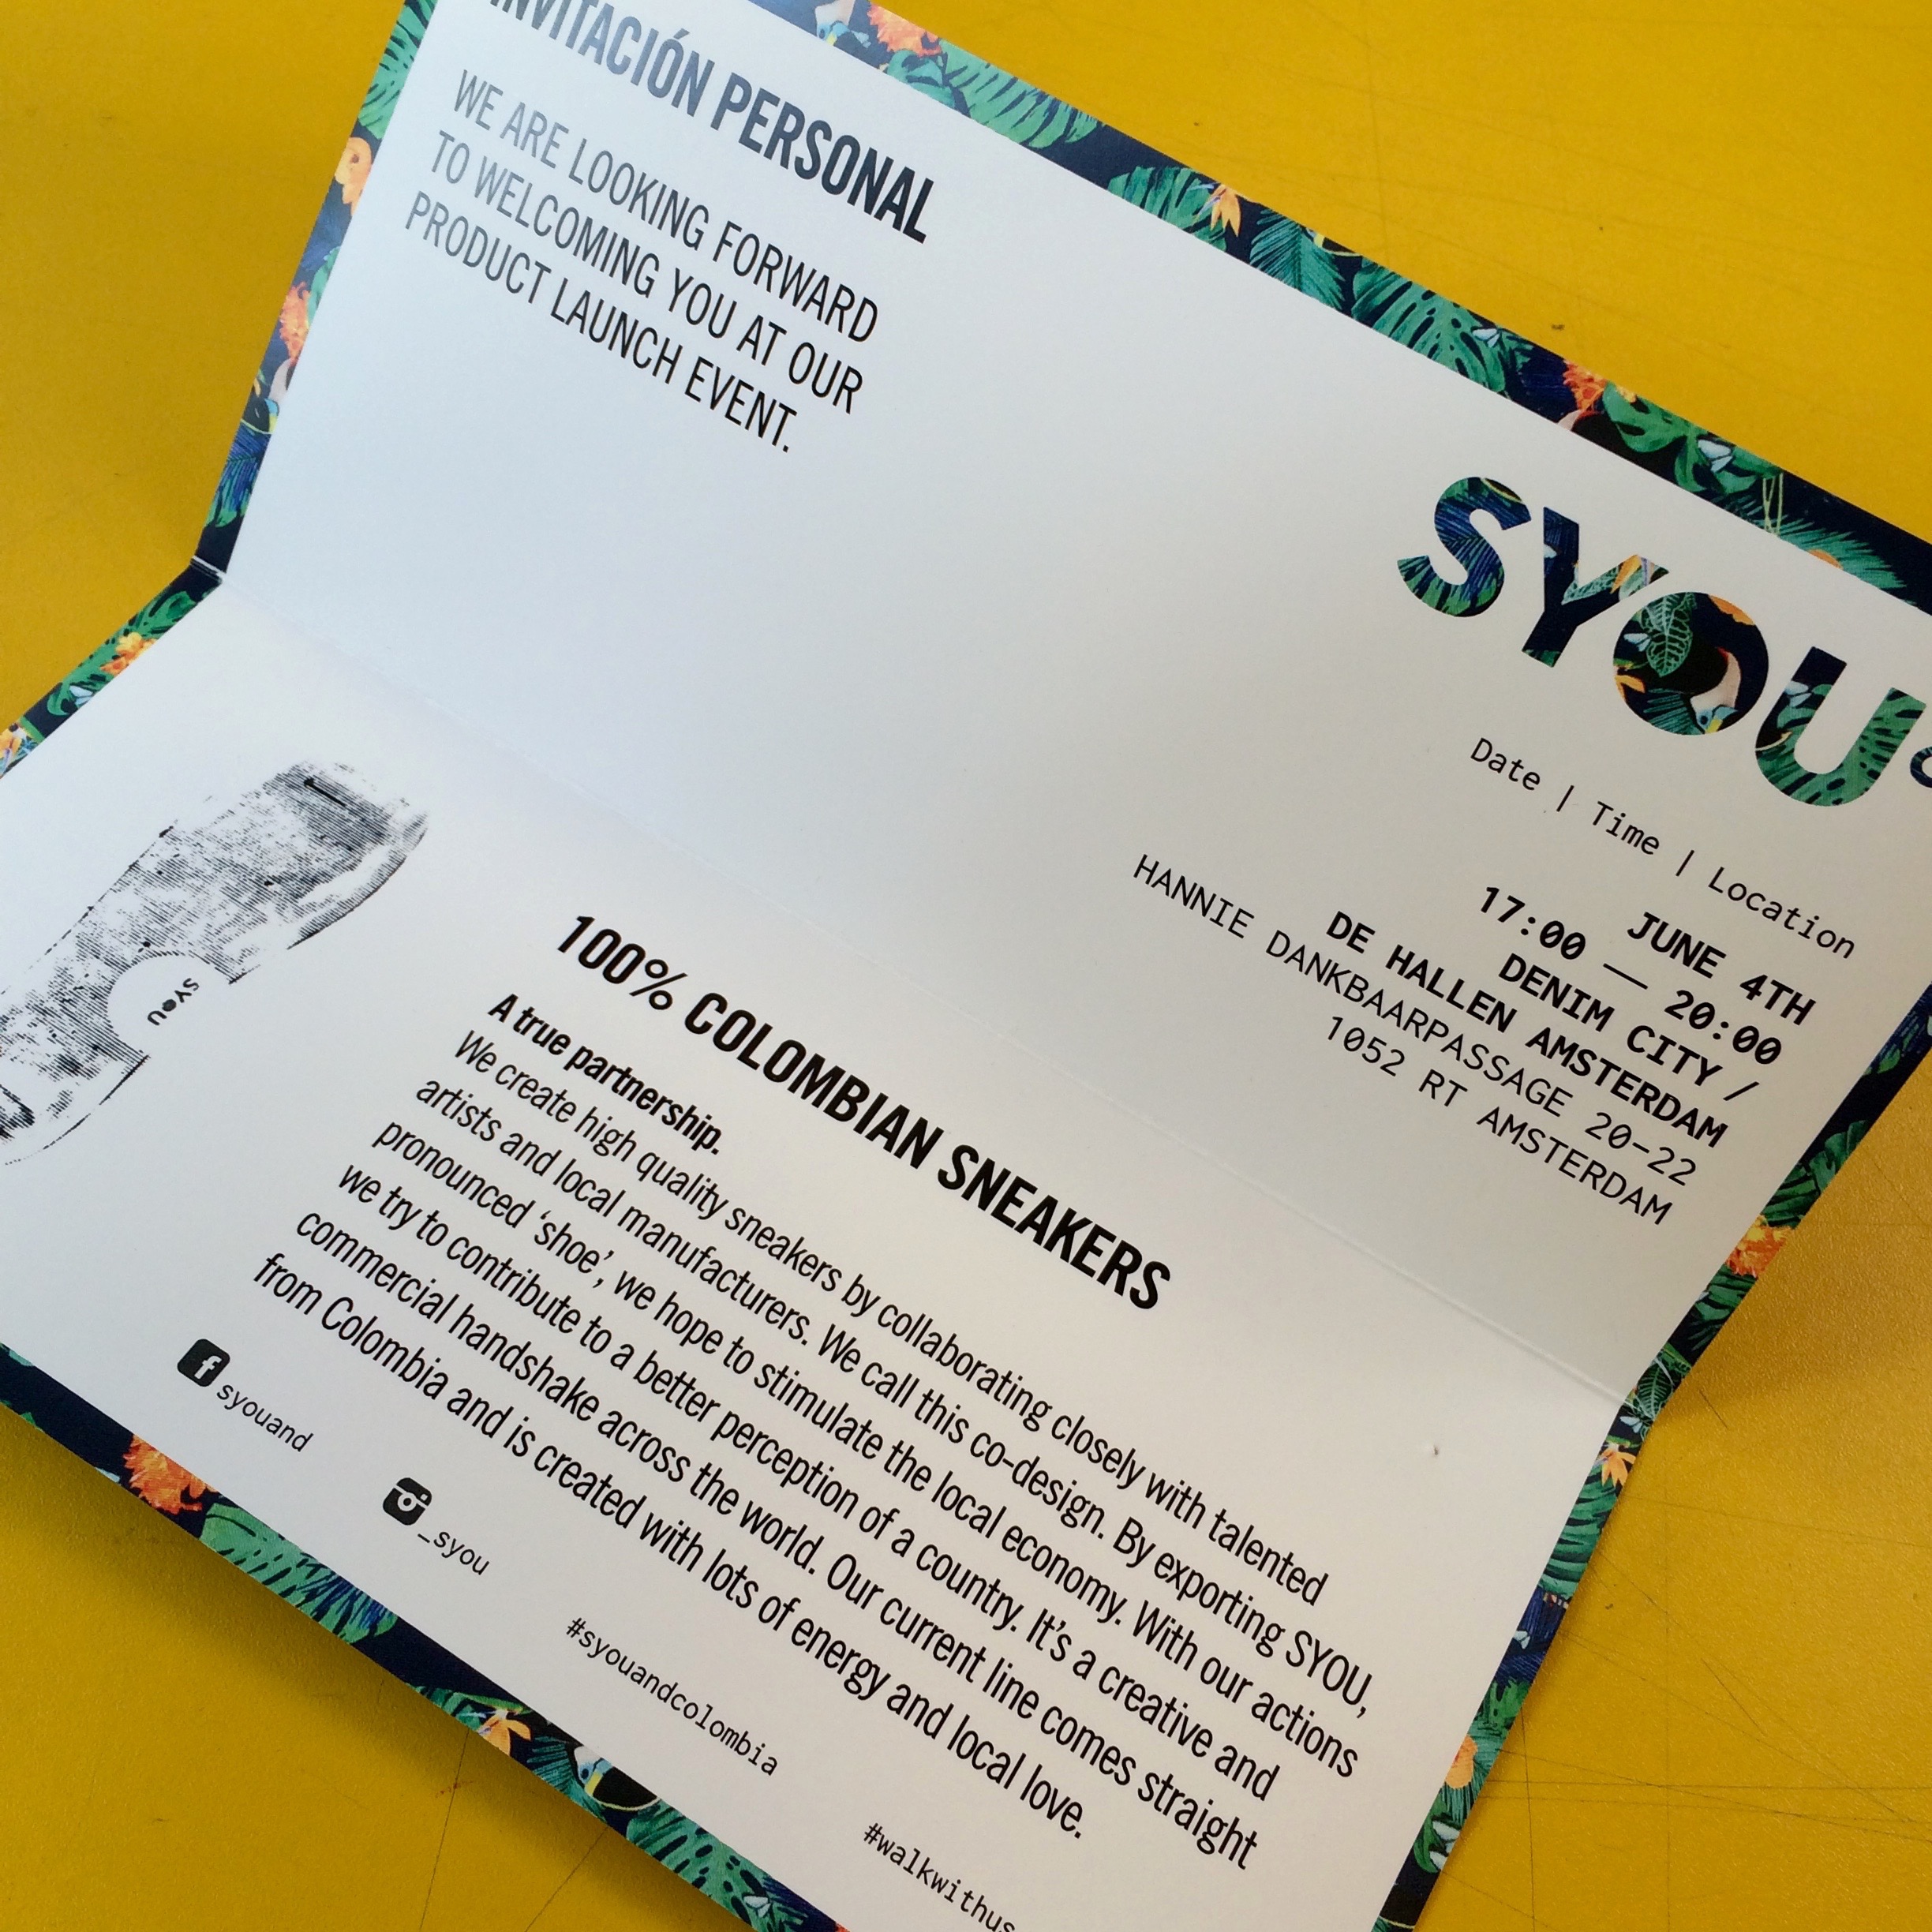 INVITACIÓN PERSONAL
WE ARE LOOKING FORWARD
TO WELCOMING YOU AT OUR
PRODUCT LAUNCH EVENT.
SYOU
Date | Time | Location
JUNE 4TH
17:00 — 20:00
DENIM CITY /
DE HALLEN AMSTERDAM
HANNIE DANKBAARPASSAGE 20-22
1052 RT AMSTERDAM
SYOU
100% COLOMBIAN SNEAKERS
A true partnership.
We create high quality sneakers by collaborating closely with talented
artists and local manufacturers. We call this co-design. By exporting SYOU,
pronounced ‘shoe’, we hope to stimulate the local economy. With our actions
we try to contribute to a better perception of a country. It’s a creative and
commercial handshake across the world. Our current line comes straight
from Colombia and is created with lots of energy and local love.
f syouand
_syou
#syouandcolombia
#walkwithus